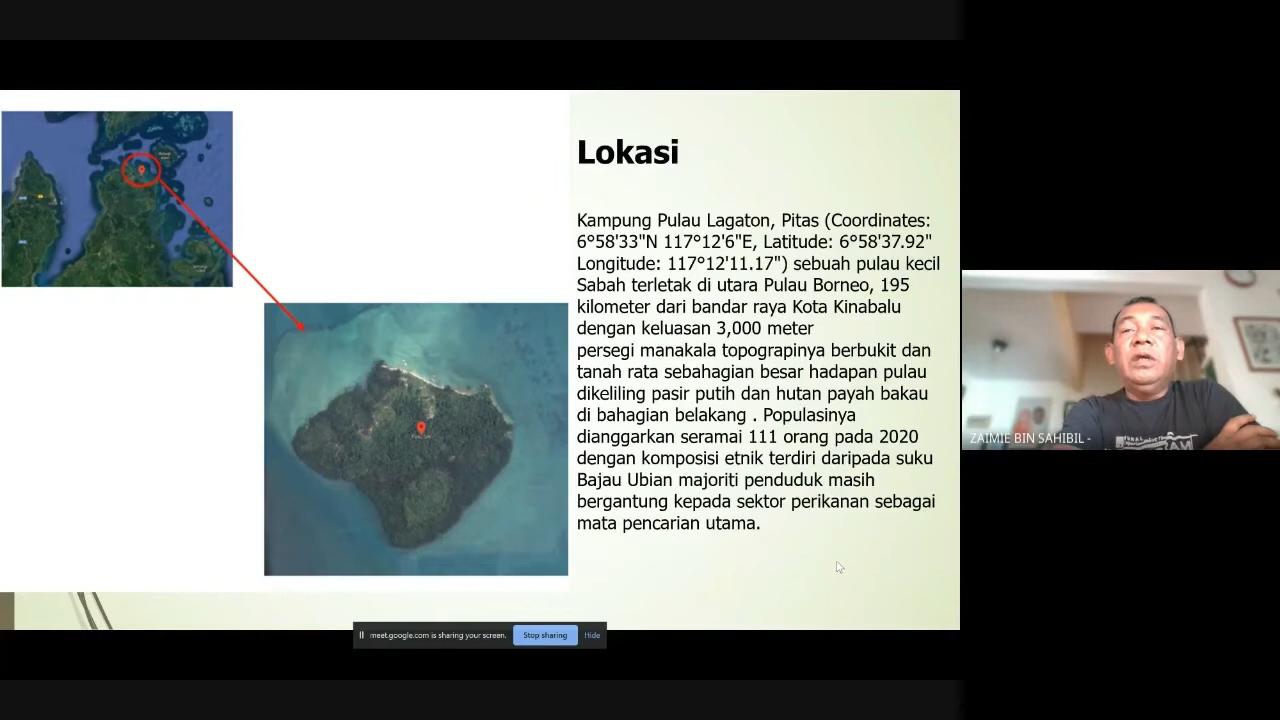 Lokasi
Kampung Pulau Lagaton, Pitas (Coordinates:
6°58'33"N 117°12'6"E, Latitude: 6°58'37.92"
Longitude: 117°12'11.17") sebuah pulau kecil
Sabah terletak di utara Pulau Borneo, 195
kilometer dari bandar raya Kota Kinabalu
dengan keluasan 3,000 meter
persegi manakala topograpinya berbukit dan
tanah rata sebahagian besar hadapan pulau
dikeliling pasir putih dan hutan payah bakau
di bahagian belakang . Populasinya
dianggarkan seramai 111 orang pada 2020
dengan komposisi etnik terdiri daripada suku
Bajau Ubian majoriti penduduk masih
bergantung kepada sektor perikanan sebagai
mata pencarian utama.
ZAIMIE BIN SAHIBIL -
meet.google.com is sharing your screen.
Stop sharing
Hide